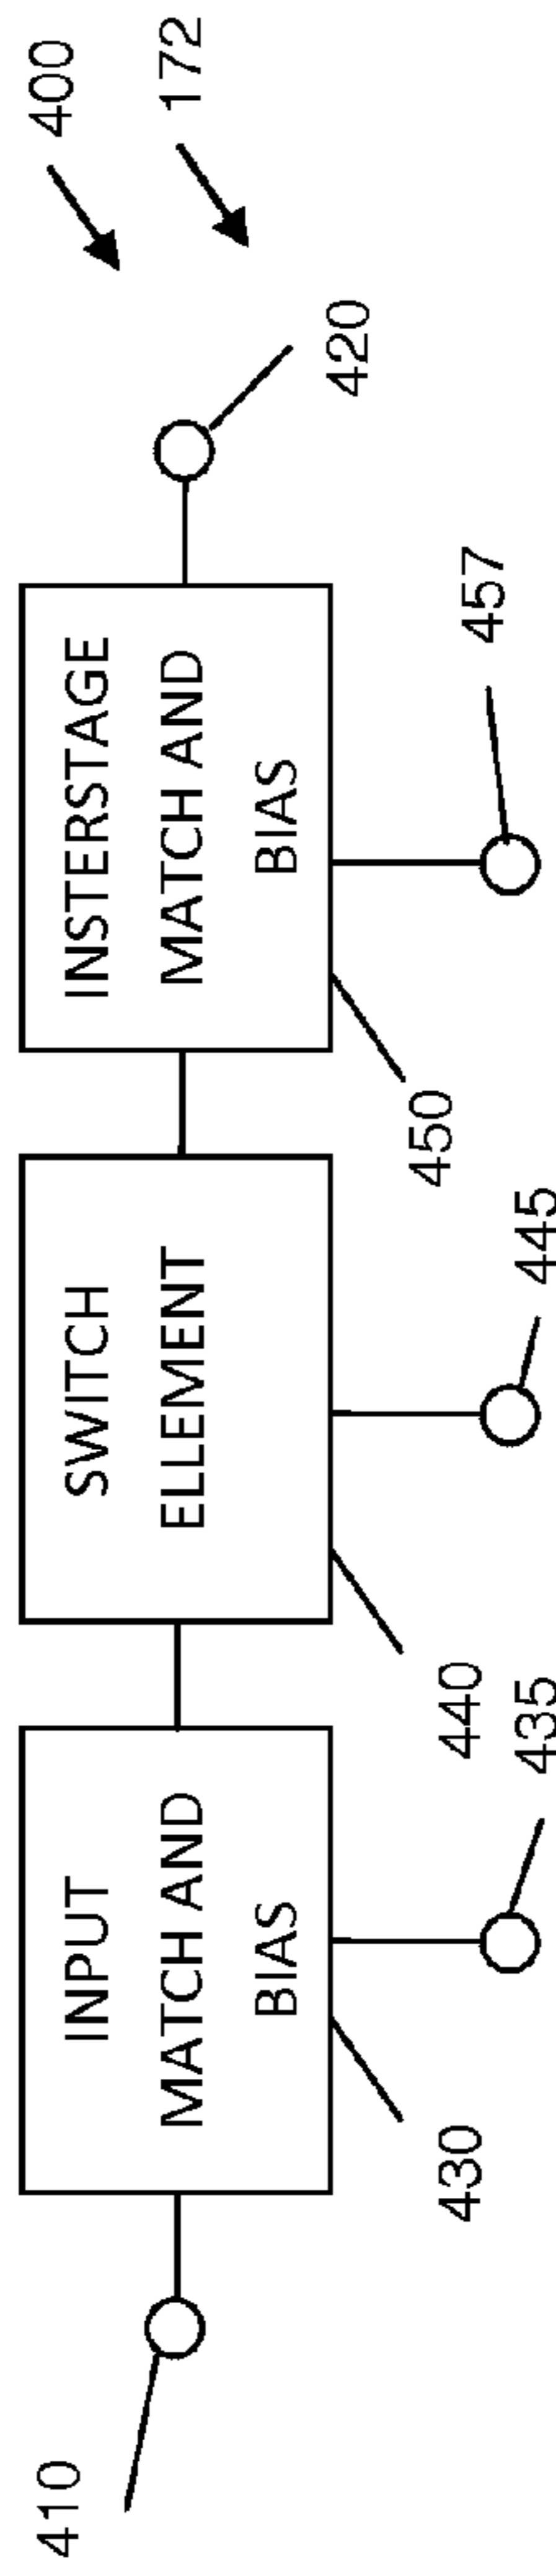 400
172
410
INPUT
MATCH AND
BIAS
SWITCH
ELLEMENT
INSTERSTAGE
MATCH AND
BIAS
420
430
435
440
445
450
457